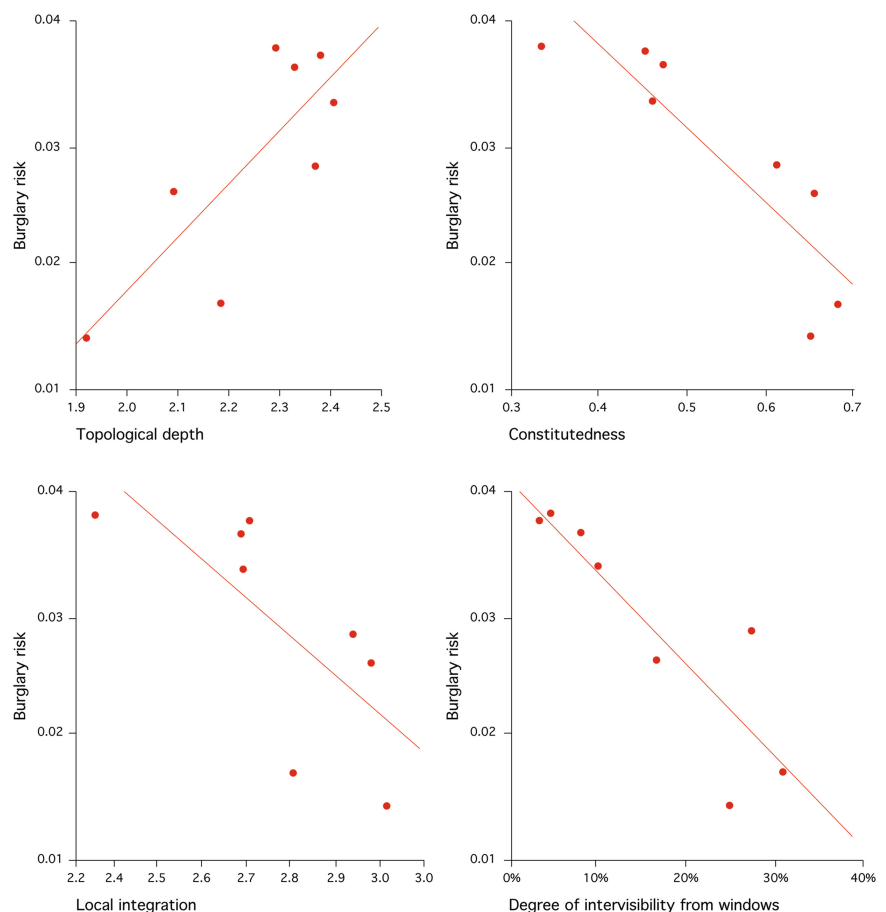 0.04
0.03
0.02
0.01
Burglary risk
1.9 2.0 2.1 2.2 2.3 2.4 2.5
Topological depth
0.04
0.03
0.02
0.01
Burglary risk
0.3 0.4 0.5 0.6 0.7
Constitutedness
0.04
0.03
0.02
0.01
Burglary risk
2.2 2.4 2.5 2.6 2.7 2.8 2.9 3.0 3.0
Local integration
0.04
0.03
0.02
0.01
Burglary risk
0% 10% 20% 30% 40%
Degree of intervisibility from windows